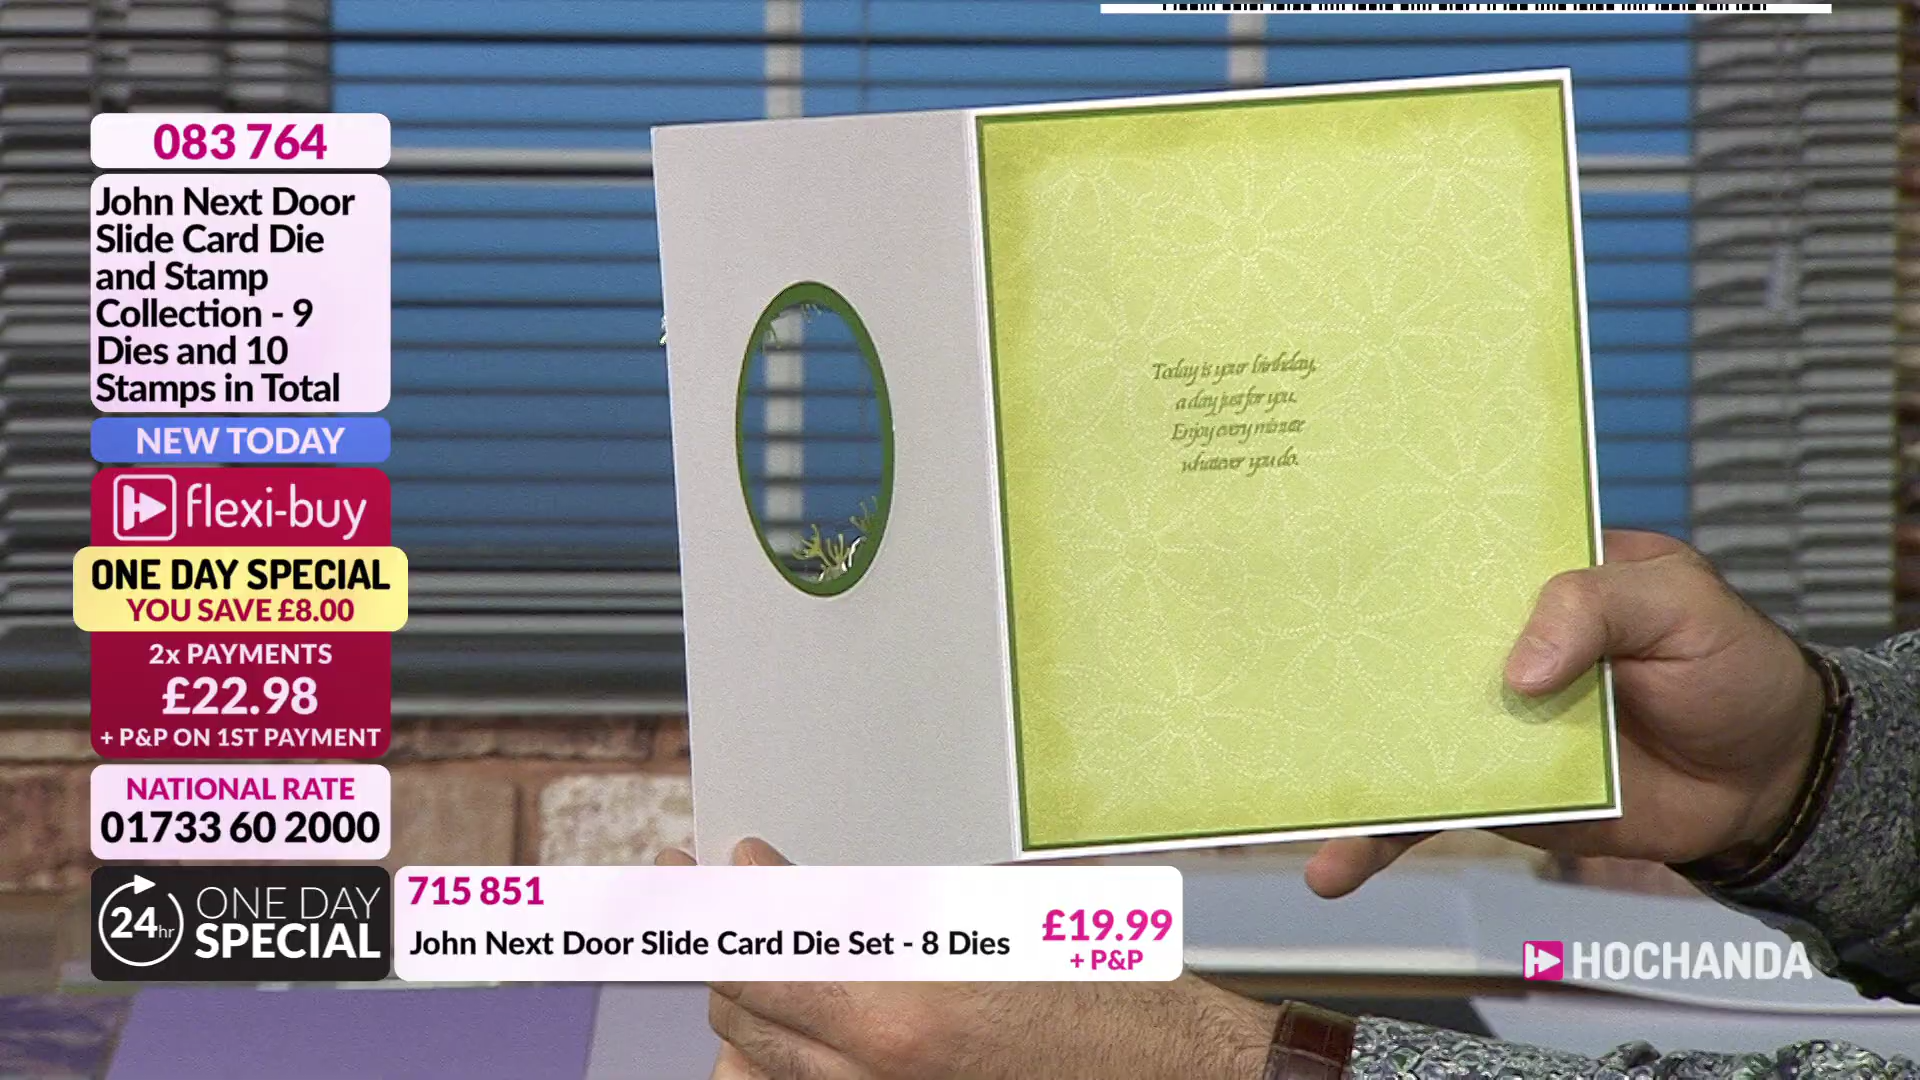 083 764
John Next Door
Slide Card Die
and Stamp
Collection - 9
Dies and 10
Stamps in Total
NEW TODAY
flexi-buy
ONE DAY SPECIAL
YOU SAVE £8.00
2x PAYMENTS
£22.98
+ P&P ON 1ST PAYMENT
NATIONAL RATE
01733 60 2000
24hr
ONE DAY
SPECIAL
715 851
John Next Door Slide Card Die Set - 8 Dies
£19.99
+ P&P
Today is your birthday,
a day just for you.
Enjoy every minute
whatever you do.
HOCHANDA